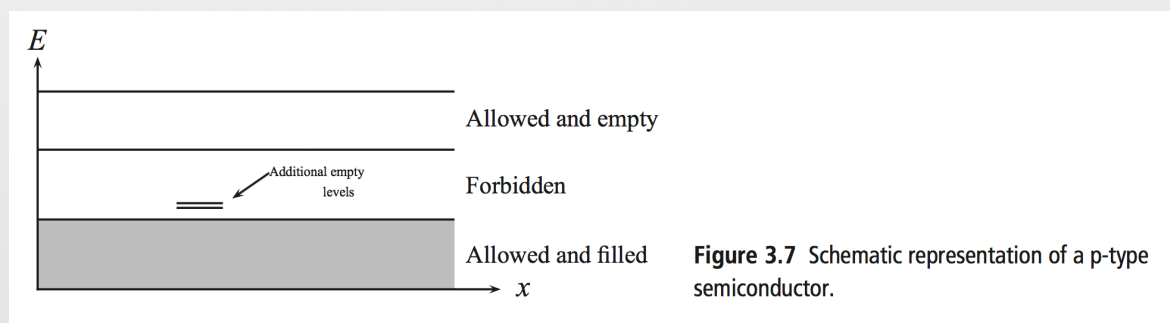 E
Allowed and empty
Additional empty
levels
Forbidden
Allowed and filled
x
Figure 3.7 Schematic representation of a p-type
semiconductor.